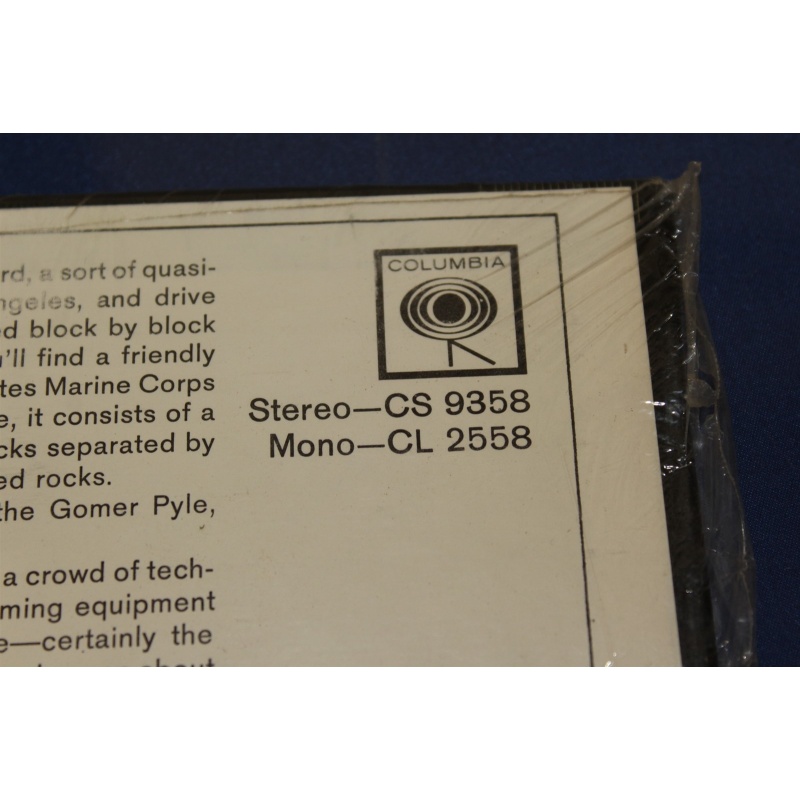 rd, a sort of quasi-
ngeles, and drive
ed block by block
u'll find a friendly
tes Marine Corps
e, it consists of a
cks separated by
ed rocks.
the Gomer Pyle,
a crowd of tech-
ming equipment
e—certainly the
about
COLUMBIA
Stereo—CS 9358
Mono—CL 2558